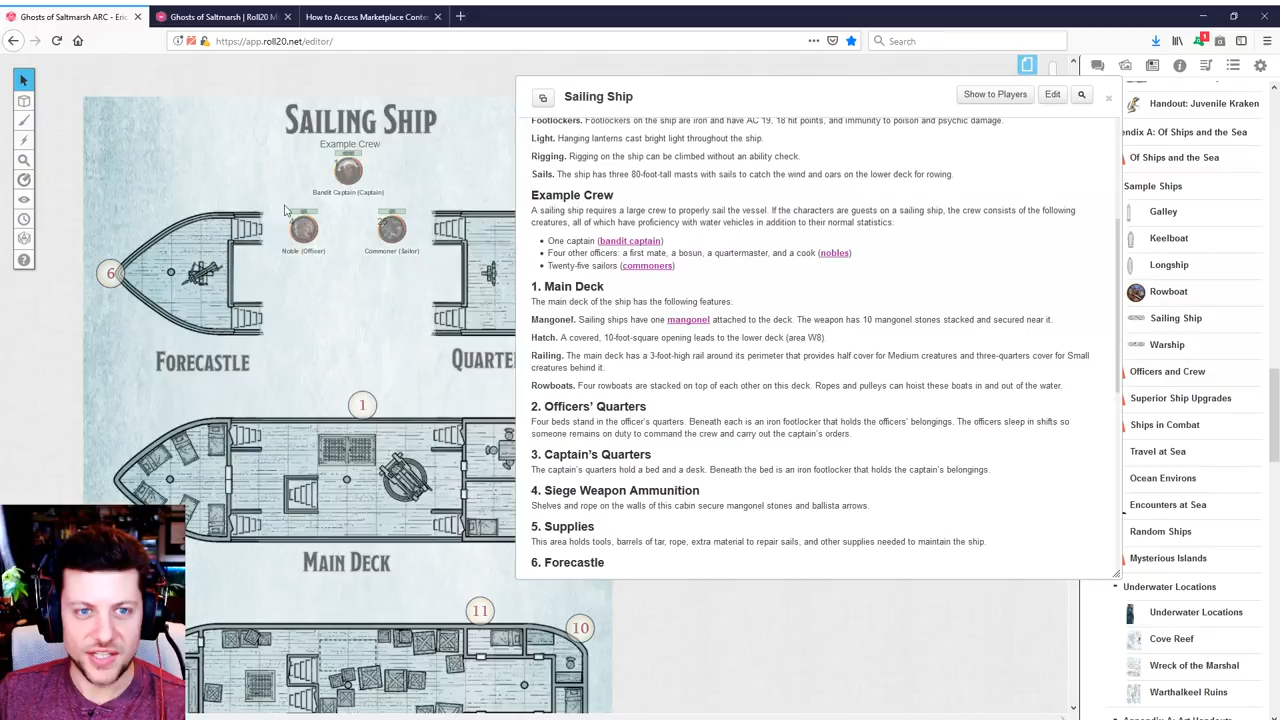 Ghosts of Saltmarsh ARC - Eric
Ghosts of Saltmarsh | Roll20 M
How to Access Marketplace Conte
https://app.roll20.net/editor/
Search
1
SAILING SHIP
Example Crew
Bandit Captain (Captain)
25
Noble (Officer)
Commoner (Sailor)
6
FORECASTLE
QUARTE
1
MAIN DECK
11
10
Sailing Ship
Show to Players
Edit
Footlockers. Footlockers on the ship are iron and have AC 19, 18 hit points, and immunity to poison and psychic damage.
Light. Hanging lanterns cast bright light throughout the ship.
Rigging. Rigging on the ship can be climbed without an ability check.
Sails. The ship has three 80-foot-tall masts with sails to catch the wind and oars on the lower deck for rowing.
Example Crew
A sailing ship requires a large crew to properly sail the vessel. If the characters are guests on a sailing ship, the crew consists of the following
creatures, all of which have proficiency with water vehicles in addition to their normal statistics:
One captain (bandit captain)
Four other officers: a first mate, a bosun, a quartermaster, and a cook (nobles)
Twenty-five sailors (commoners)
1. Main Deck
The main deck of the ship has the following features:
Mangonel. Sailing ships have one mangonel attached to the deck. The weapon has 10 mangonel stones stacked and secured near it.
Hatch. A covered, 10-foot-square opening leads to the lower deck (area W8).
Railing. The main deck has a 3-foot-high rail around its perimeter that provides half cover for Medium creatures and three-quarters cover for Small
creatures behind it.
Rowboats. Four rowboats are stacked on top of each other on this deck. Ropes and pulleys can hoist these boats in and out of the water.
2. Officers' Quarters
Four beds stand in the officer's quarters. Beneath each is an iron footlocker that holds the officers' belongings. The officers sleep in shifts so
someone remains on duty to command the crew and carry out the captain's orders.
3. Captain's Quarters
The captain's quarters hold a bed and a desk. Beneath the bed is an iron footlocker that holds the captain's belongings.
4. Siege Weapon Ammunition
Shelves and rope on the walls of this cabin secure mangonel stones and ballista arrows.
5. Supplies
This area holds tools, barrels of tar, rope, extra material to repair sails, and other supplies needed to maintain the ship.
6. Forecastle
Handout: Juvenile Kraken
endix A: Of Ships and the Sea
Of Ships and the Sea
Sample Ships
Galley
Keelboat
Longship
Rowboat
Sailing Ship
Warship
Officers and Crew
Superior Ship Upgrades
Ships in Combat
Travel at Sea
Ocean Environs
Encounters at Sea
Random Ships
Mysterious Islands
Underwater Locations
Underwater Locations
Cove Reef
Wreck of the Marshal
Warthalkeel Ruins